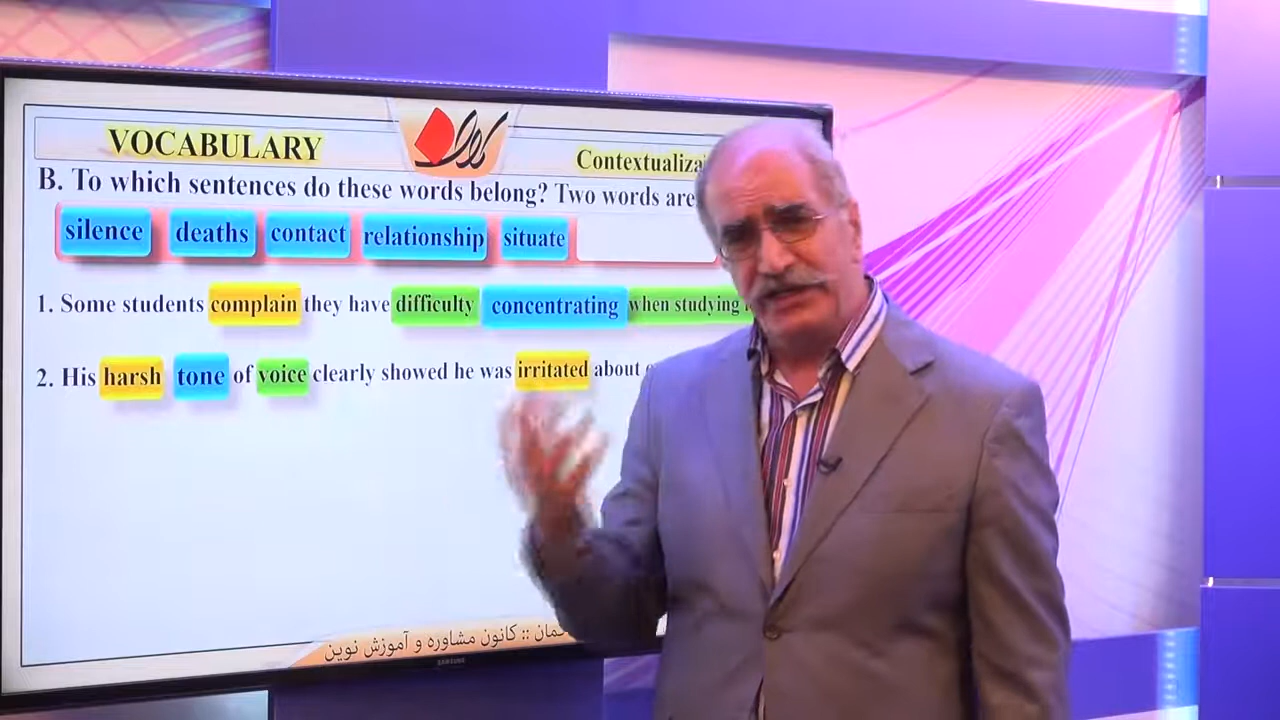 VOCABULARY
B. To which sentences do these words belong? Two words are
silence deaths contact relationship situate
1. Some students complain they have difficulty concentrating when studying
2. His harsh tone of voice clearly showed he was irritated about
کانون مشاوره و آموزش نوین ::
SAMSUNG